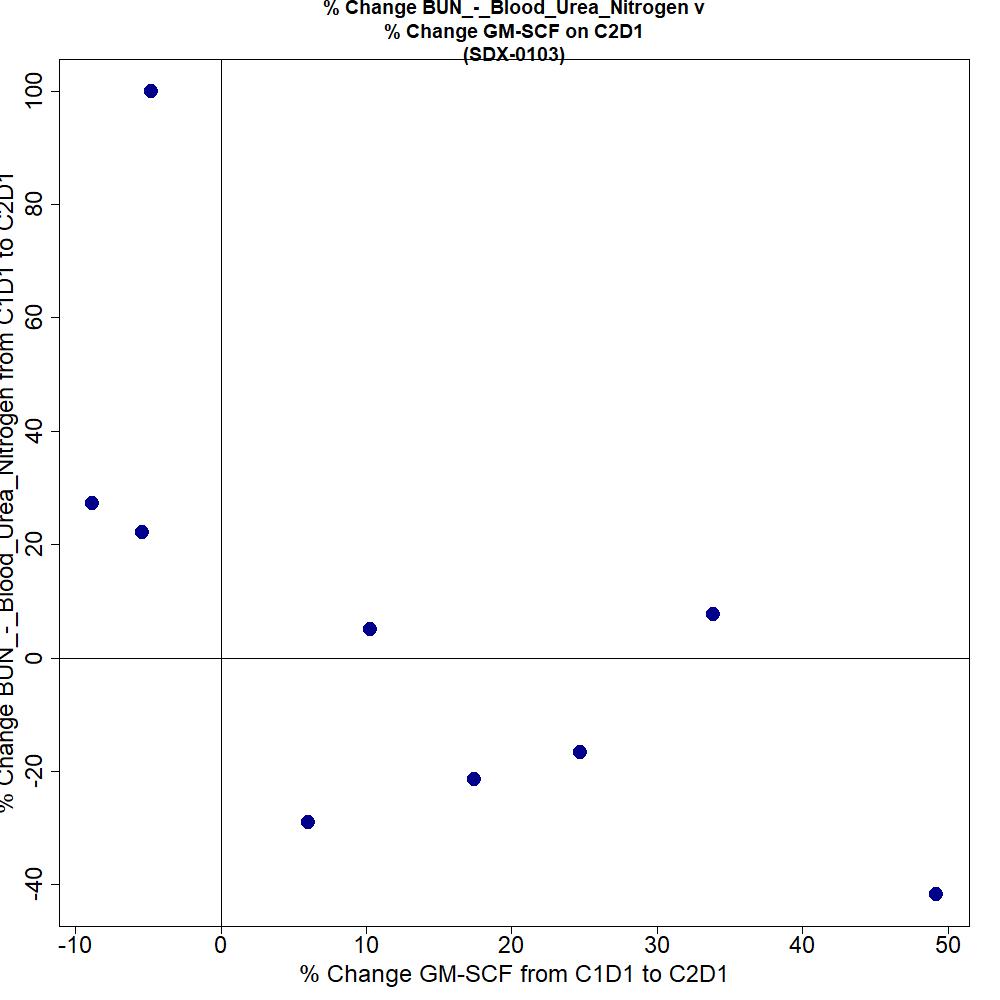 % Change BUN_-_Blood_Urea_Nitrogen v
% Change GM-SCF on C2D1
(SDX-0103)
% Change BUN_-_Blood_Urea_Nitrogen from C1D1 to C2D1
100
80
60
40
20
0
-20
-40
-10 0 10 20 30 40 50
% Change GM-SCF from C1D1 to C2D1